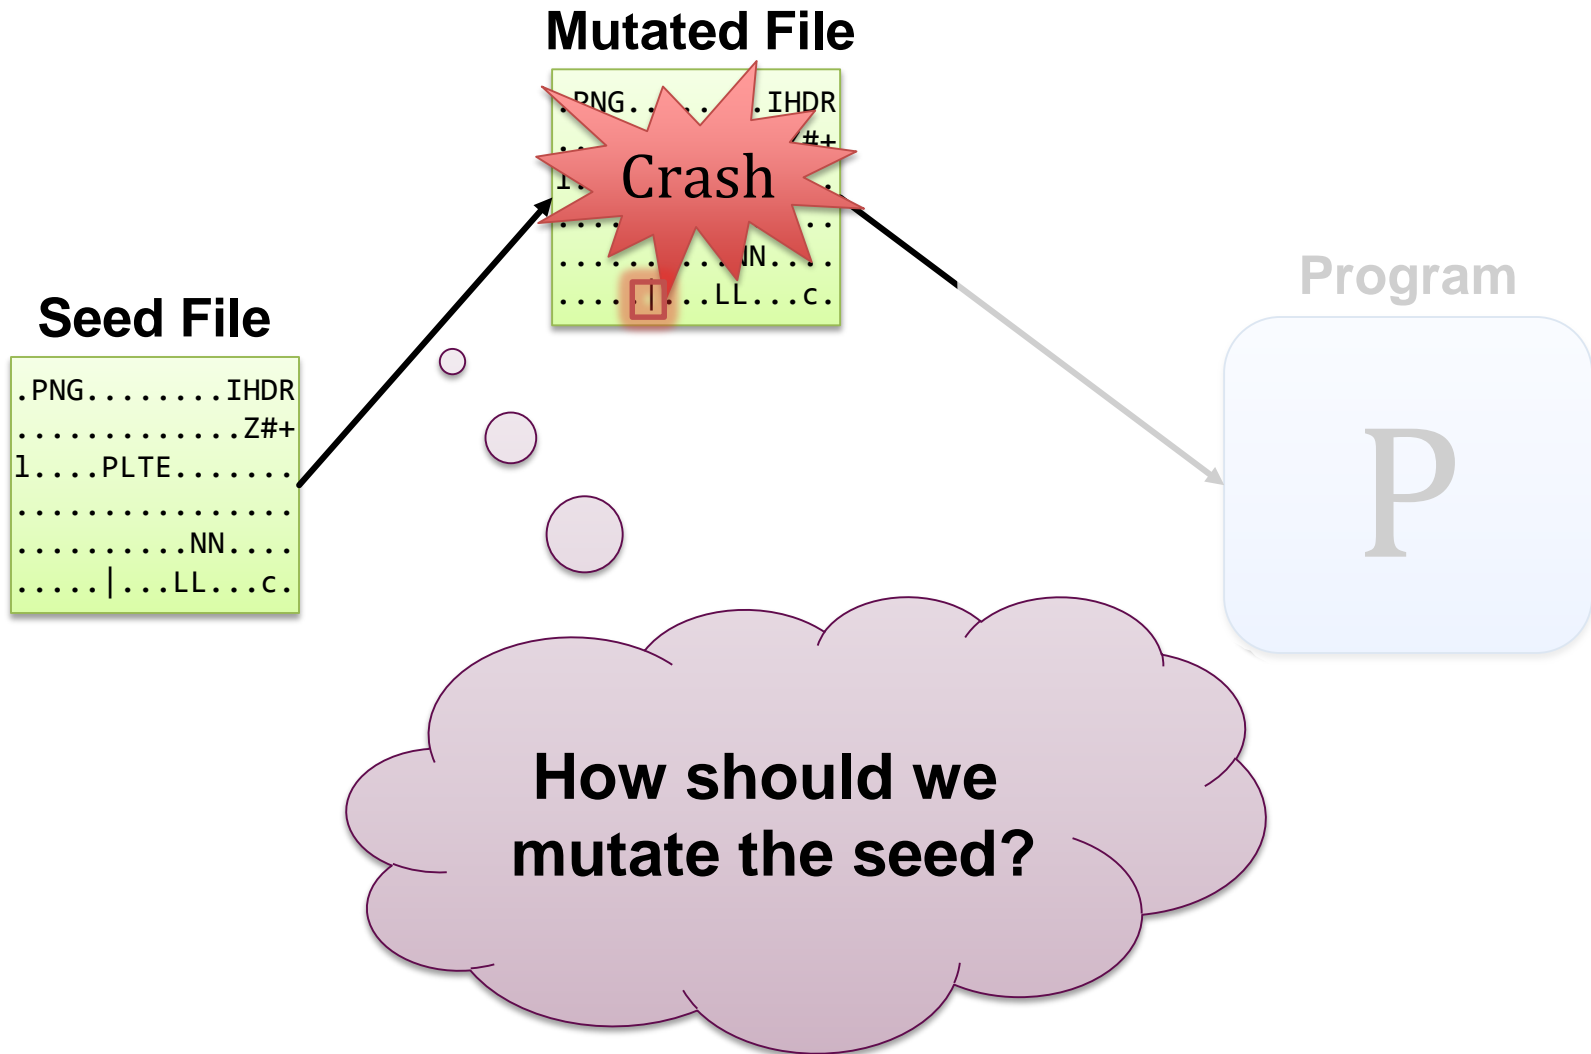 Mutated File
.PNG. . IHDR
Z#+
Crash
NN....
.....|...LL...c.
Program
Seed File
.PNG........IHDR
.............Z#+
l....PLTE.......
................
..........NN....
.....|...LL...c.
P
How should we
mutate the seed?